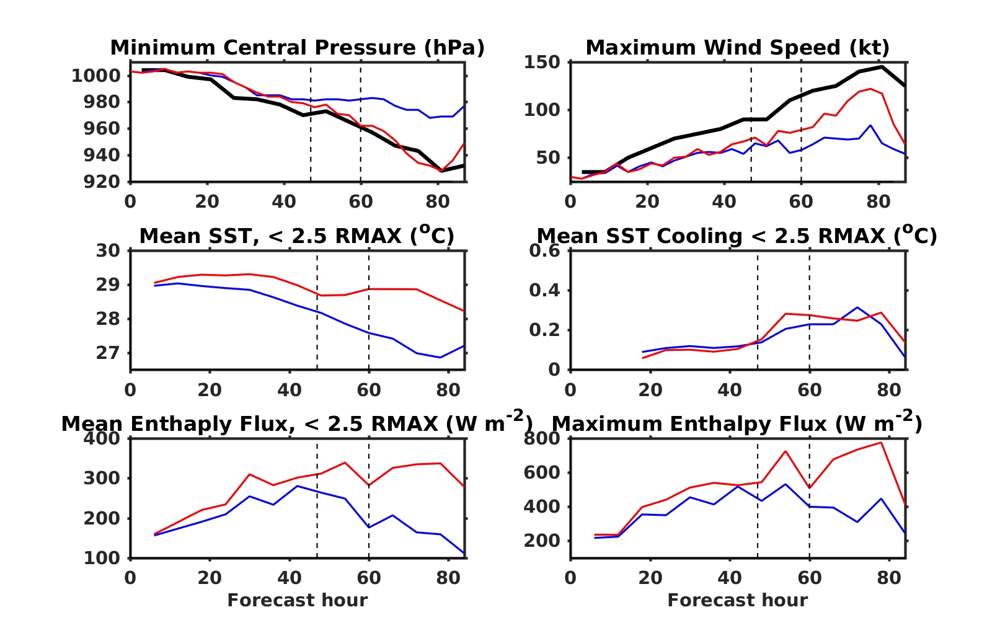 Minimum Central Pressure (hPa)
1000
980
960
940
920
0 20 40 60 80
Maximum Wind Speed (kt)
150
100
50
0 20 40 60 80
Mean SST, < 2.5 RMAX (oC)
30
29
28
27
0 20 40 60 80
Mean SST Cooling < 2.5 RMAX (oC)
0.6
0.4
0.2
0
0 20 40 60 80
Mean Enthaply Flux, < 2.5 RMAX (W m-2)
400
300
200
100
0 20 40 60 80
Forecast hour
Maximum Enthalpy Flux (W m-2)
800
600
400
200
0 20 40 60 80
Forecast hour